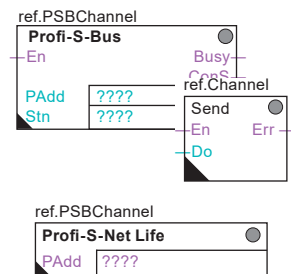 ref.PSBChannel
Profi-S-Bus
En Busy
ConS
PAdd ????
Stn ????
ref.Channel
Send
En Err
Do
ref.PSBChannel
Profi-S-Net Life
PAdd ????